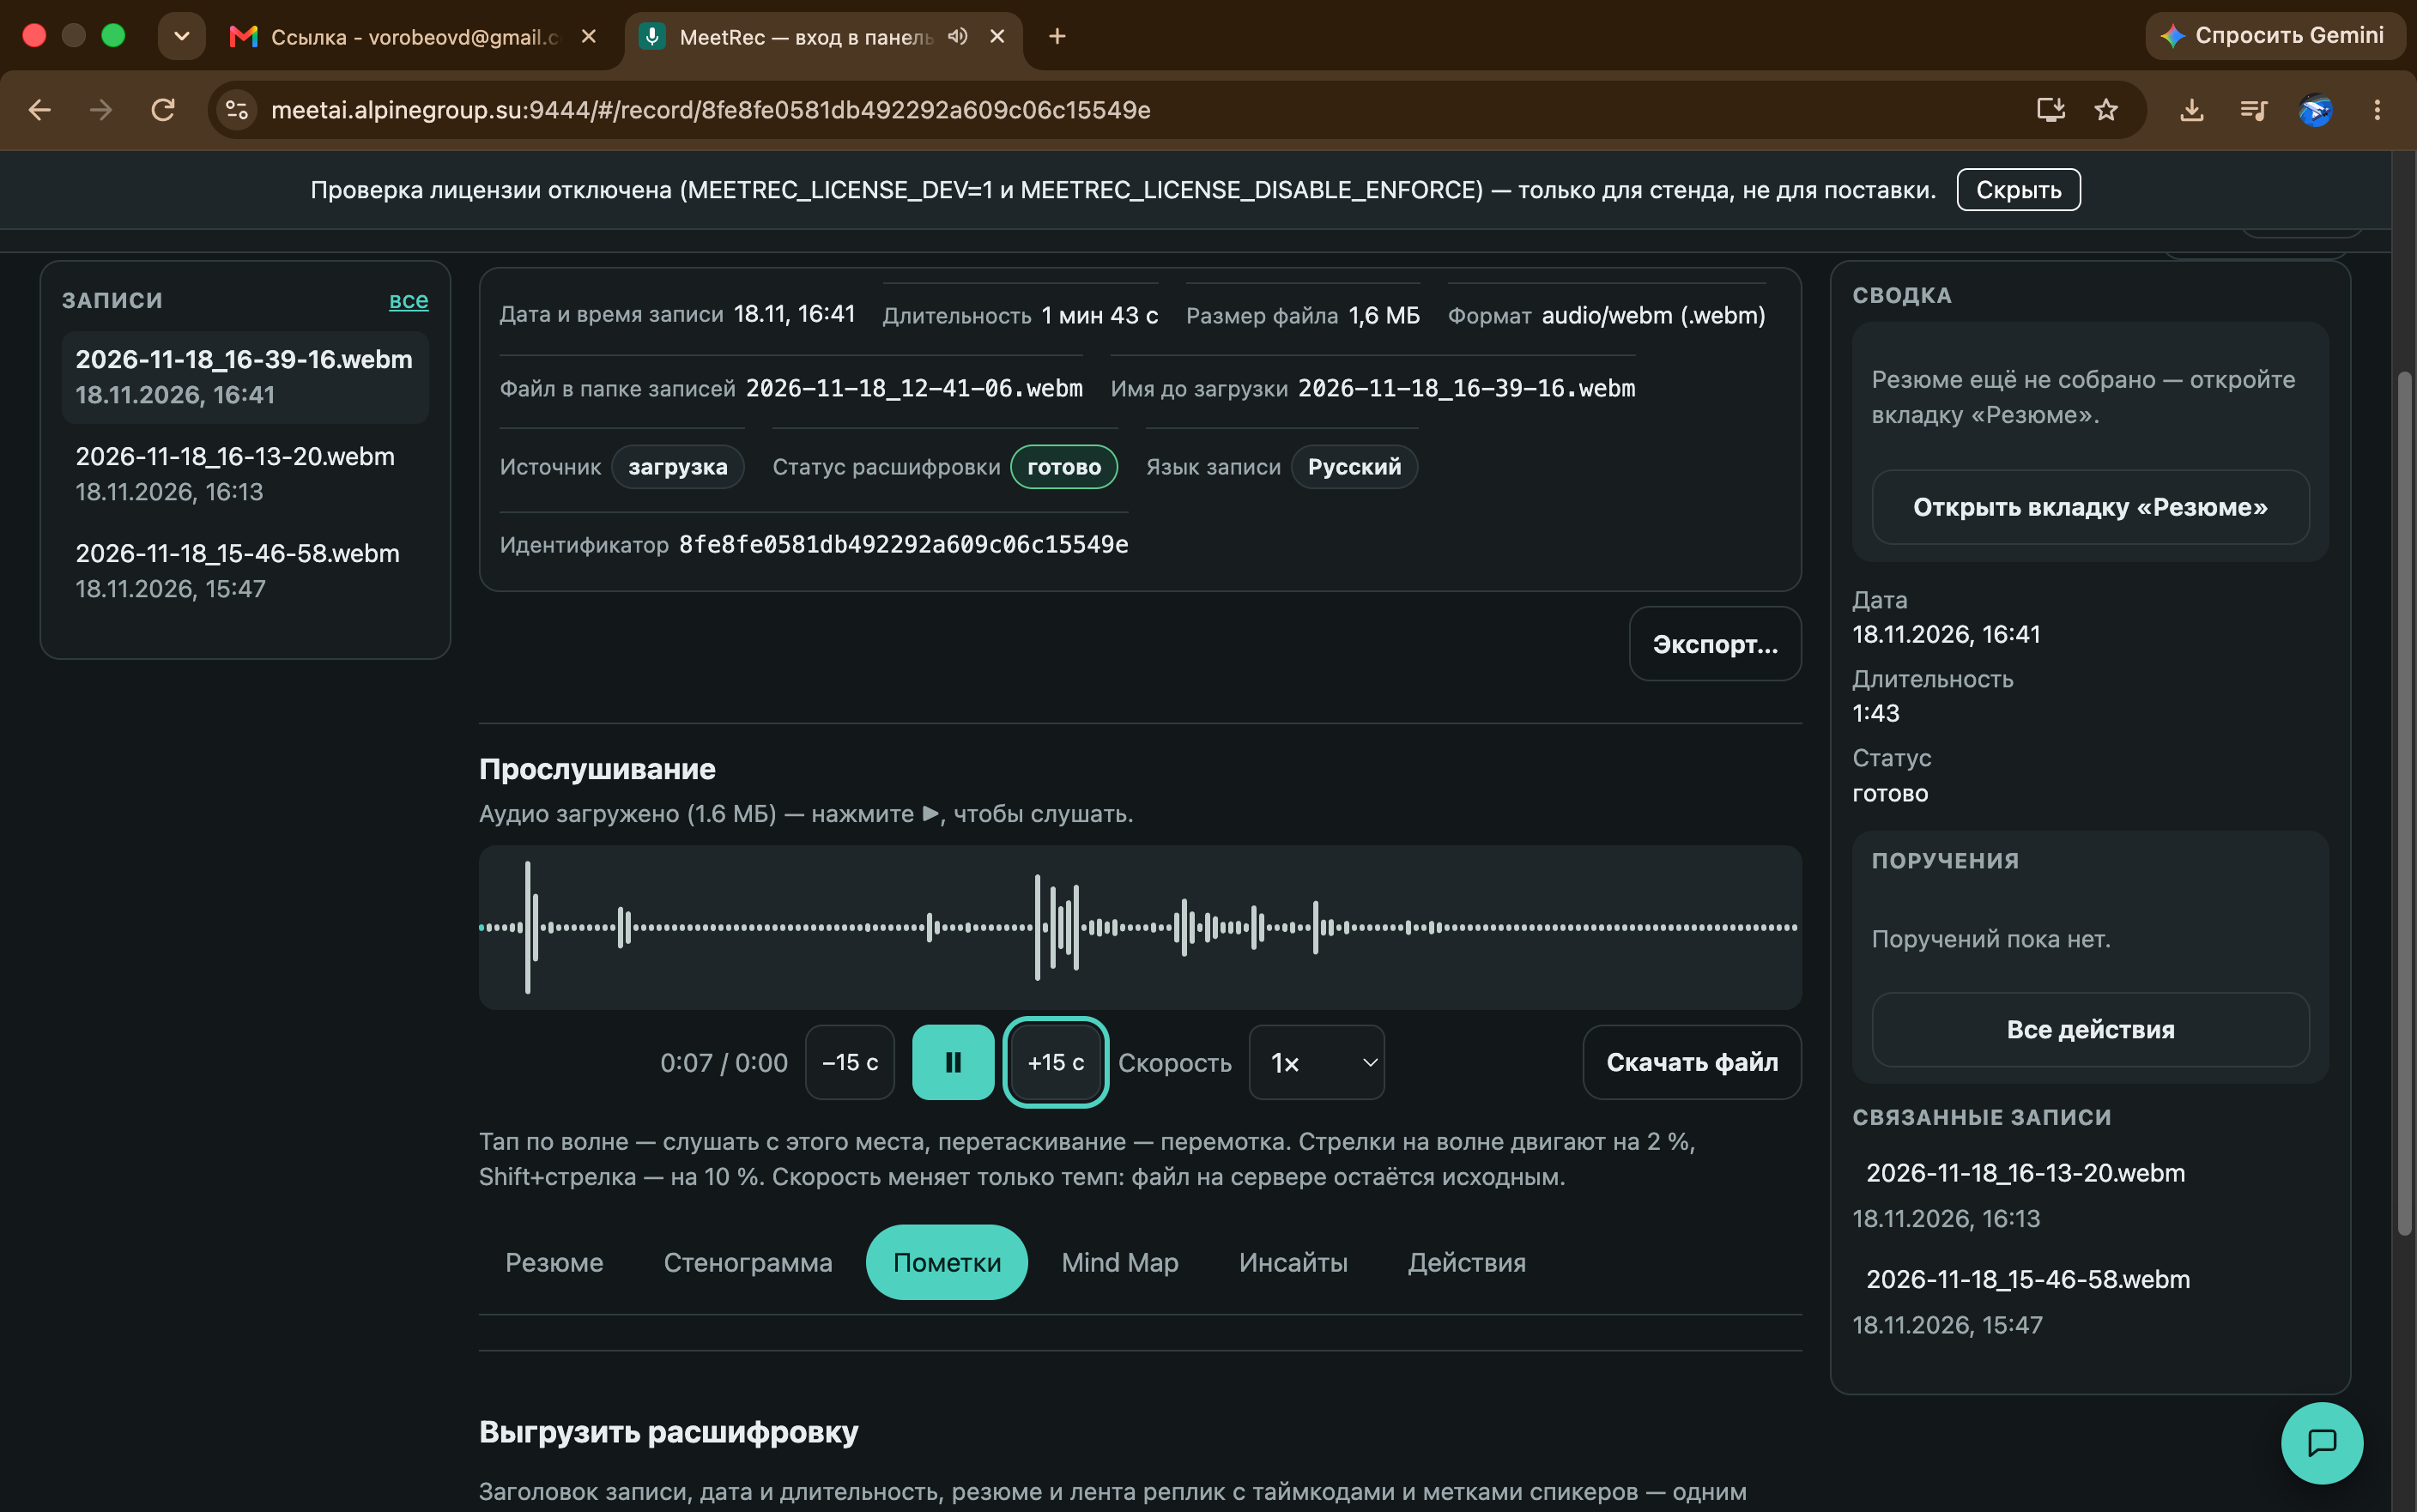 Ссылка - vorobeovd@gmail.c
MeetRec — вход в панель
Спросить Gemini
meetai.alpinegroup.su:9444/#/record/8fe8fe0581db492292a609c06c15549e
Проверка лицензии отключена (MEETREC_LICENSE_DEV=1 и MEETREC_LICENSE_DISABLE_ENFORCE) — только для стенда, не для поставки.
Скрыть
ЗАПИСИ
все
2026-11-18_16-39-16.webm
18.11.2026, 16:41
2026-11-18_16-13-20.webm
18.11.2026, 16:13
2026-11-18_15-46-58.webm
18.11.2026, 15:47
Дата и время записи 18.11, 16:41 Длительность 1 мин 43 с Размер файла 1,6 МБ Формат audio/webm (.webm)
Файл в папке записей 2026-11-18_12-41-06.webm Имя до загрузки 2026-11-18_16-39-16.webm
Источник загрузка Статус расшифровки готово Язык записи Русский
Идентификатор 8fe8fe0581db492292a609c06c15549e
Экспорт...
Прослушивание
Аудио загружено (1.6 МБ) — нажмите ▶, чтобы слушать.
0:07 / 0:00 −15 с +15 с Скорость 1× Скачать файл
Тап по волне — слушать с этого места, перетаскивание — перемотка. Стрелки на волне двигают на 2 %,
Shift+стрелка — на 10 %. Скорость меняет только темп: файл на сервере остаётся исходным.
Резюме Стенограмма Пометки Mind Map Инсайты Действия
Выгрузить расшифровку
Заголовок записи, дата и длительность, резюме и лента реплик с таймкодами и метками спикеров — одним
СВОДКА
Резюме ещё не собрано — откройте
вкладку «Резюме».
Открыть вкладку «Резюме»
Дата
18.11.2026, 16:41
Длительность
1:43
Статус
готово
ПОРУЧЕНИЯ
Поручений пока нет.
Все действия
СВЯЗАННЫЕ ЗАПИСИ
2026-11-18_16-13-20.webm
18.11.2026, 16:13
2026-11-18_15-46-58.webm
18.11.2026, 15:47